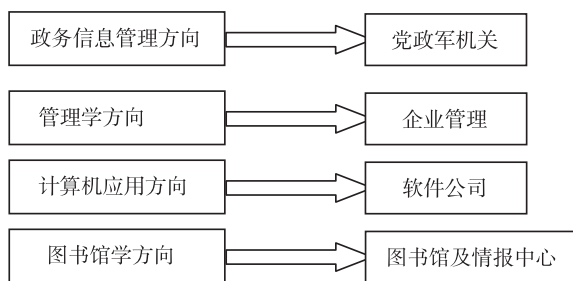 政务信息管理方向
党政军机关
管理学方向
企业管理
计算机应用方向
软件公司
图书馆学方向
图书馆及情报中心